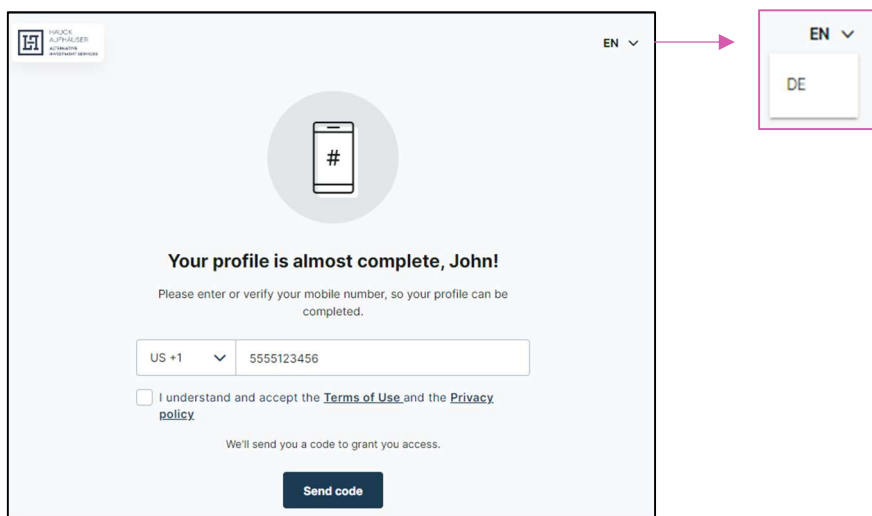 HAUCK
AUFHÄUSER
ALTERNATIVE
INVESTMENT SERVICES
EN
EN
DE
#
Your profile is almost complete, John!
Please enter or verify your mobile number, so your profile can be
completed.
US +1 5555123456
I understand and accept the Terms of Use and the Privacy
policy
We'll send you a code to grant you access.
Send code